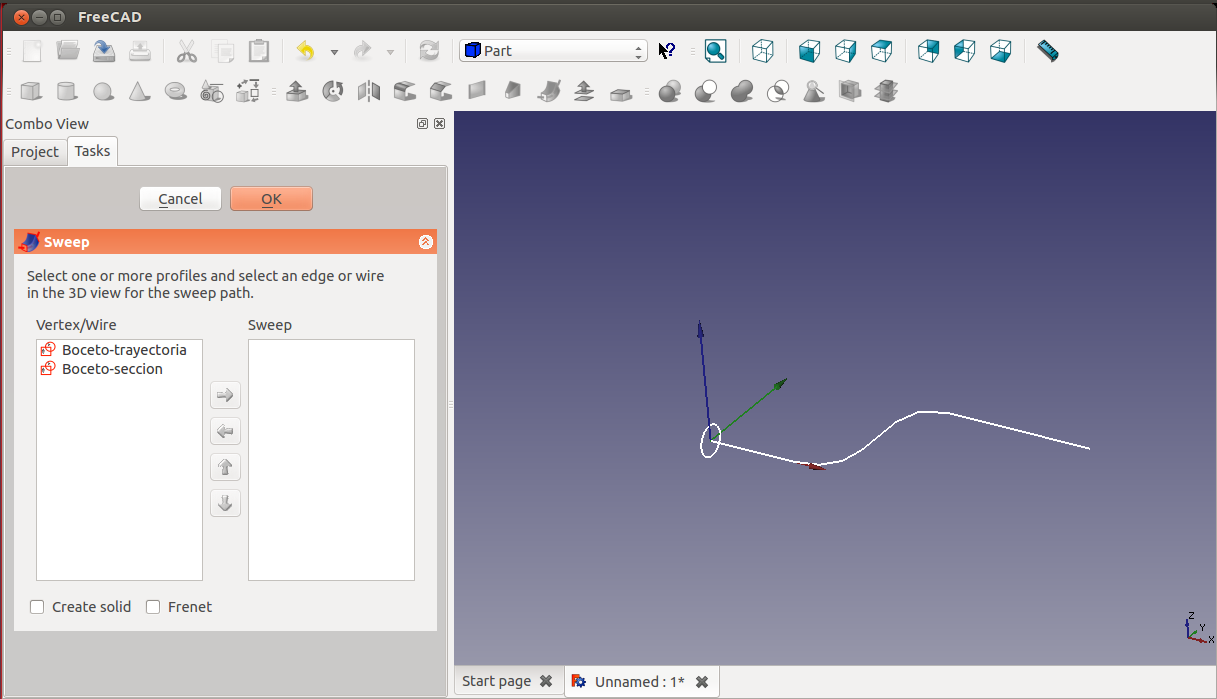 FreeCAD
Part
Combo View
Project
Tasks
Cancel
OK
Sweep
Select one or more profiles and select an edge or wire
in the 3D view for the sweep path.
Vertex/Wire
Sweep
Boceto-trayectoria
Boceto-seccion
Create solid
Frenet
Z
Y
X
Start page
Unnamed : 1*